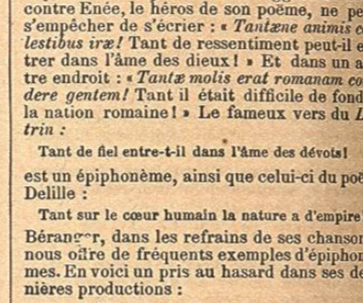 contre Enée, le héros de son poème, ne pe
s'empêcher de s'écrier : « Tantæne animis c
lestibus iræ! Tant de ressentiment peut-il e
trer dans l'âme des dieux! » Et dans un a
tre endroit : « Tantæ molis erat romanam co
dere gentem! Tant il était difficile de fond
la nation romaine! » Le fameux vers du L
trin :
Tant de fiel entre-t-il dans l'âme des dévots!
est un épiphonème, ainsi que celui-ci du poë
Delille :
Tant sur le cœur humain la nature a d'empire
Béranger, dans les refrains de ses chanson
nous offre de fréquents exemples d'épiphon
mes. En voici un pris au hasard dans ses de
nières productions :